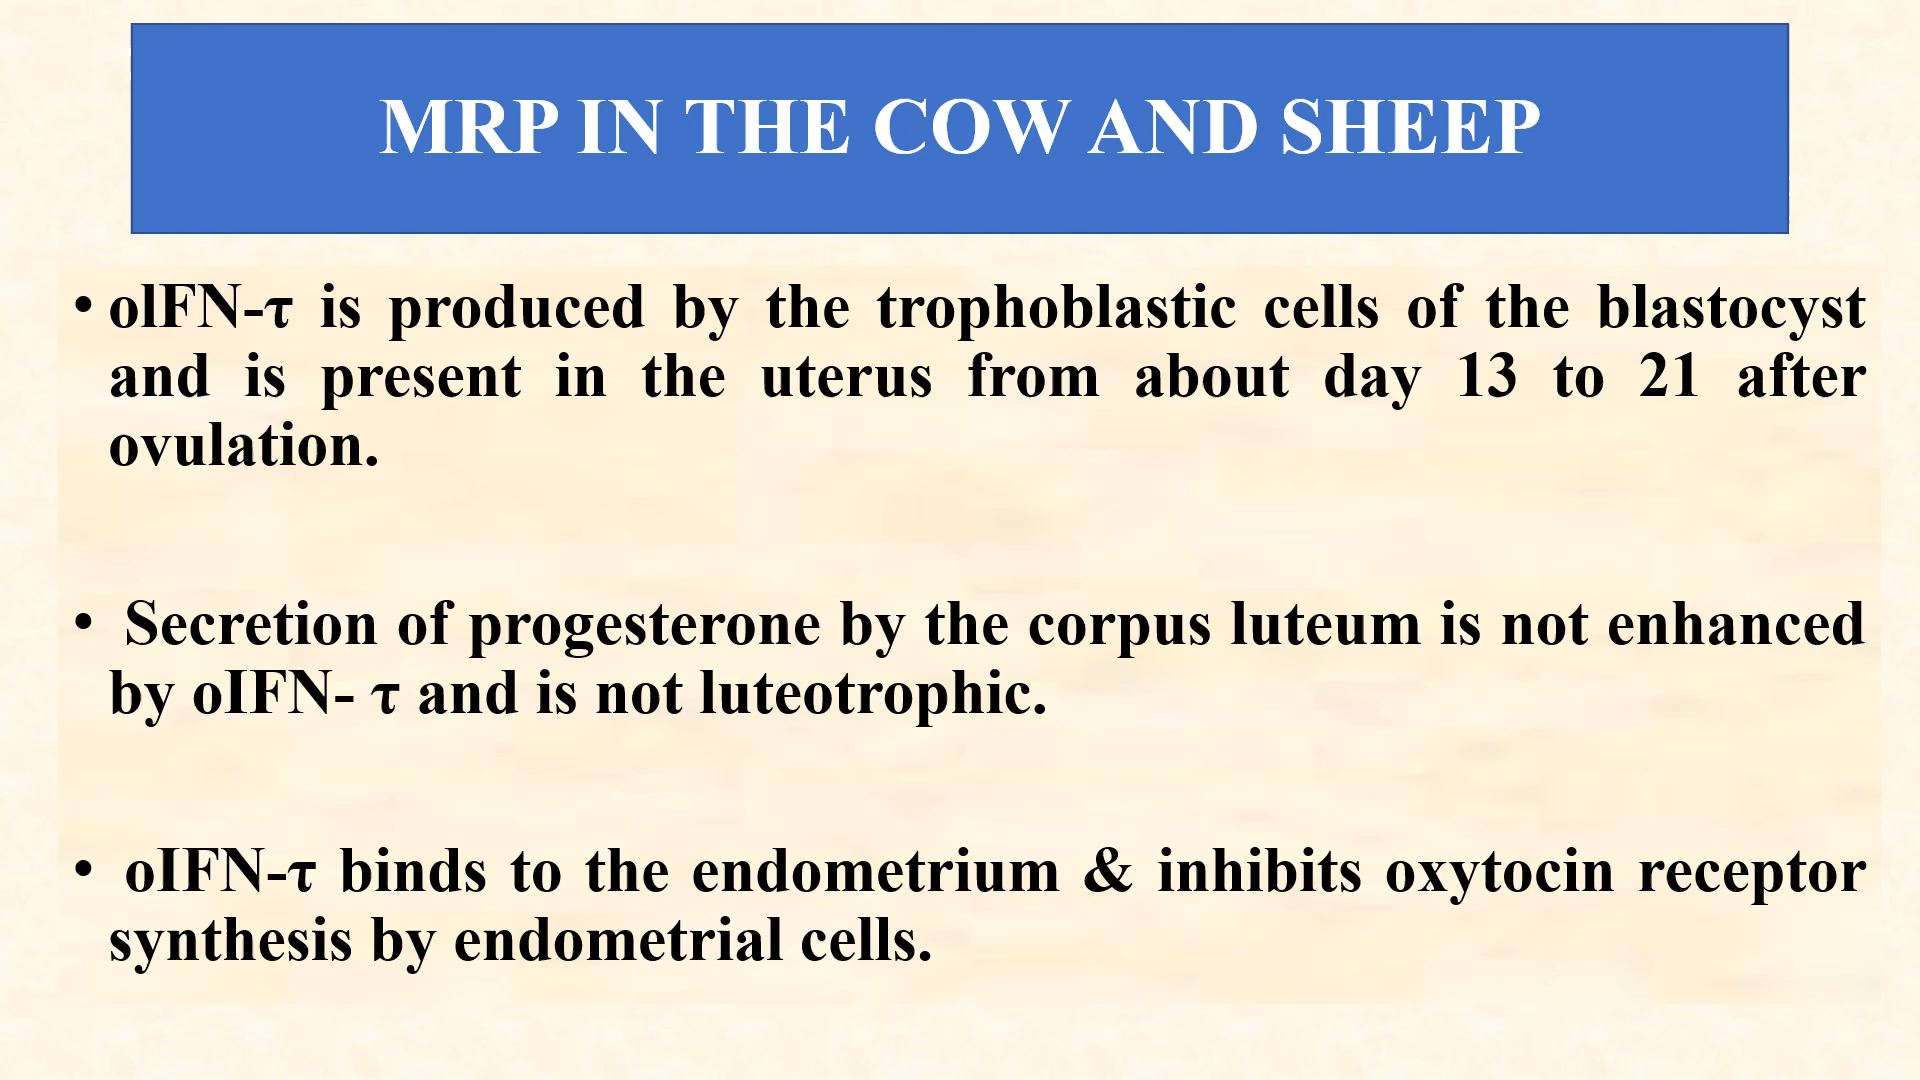 MRP IN THE COW AND SHEEP
• olFN-τ is produced by the trophoblastic cells of the blastocyst
and is present in the uterus from about day 13 to 21 after
ovulation.
• Secretion of progesterone by the corpus luteum is not enhanced
by oIFN- τ and is not luteotrophic.
• oIFN-τ binds to the endometrium & inhibits oxytocin receptor
synthesis by endometrial cells.